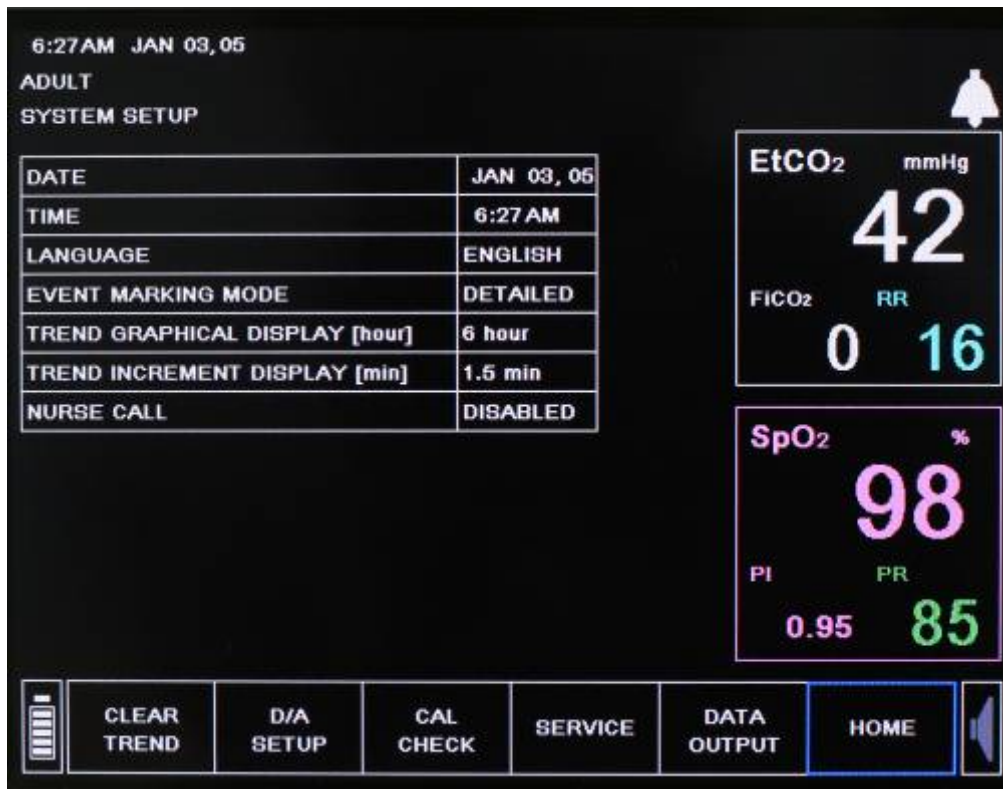 6:27AM JAN 03,05
ADULT
SYSTEM SETUP
DATE JAN 03, 05
TIME 6:27AM
LANGUAGE ENGLISH
EVENT MARKING MODE DETAILED
TREND GRAPHICAL DISPLAY [hour] 6 hour
TREND INCREMENT DISPLAY [min] 1.5 min
NURSE CALL DISABLED
EtCO2 mmHg
42
FiCO2 RR
0 16
SpO2 %
98
PI PR
0.95 85
CLEAR
TREND
D/A
SETUP
CAL
CHECK
SERVICE
DATA
OUTPUT
HOME